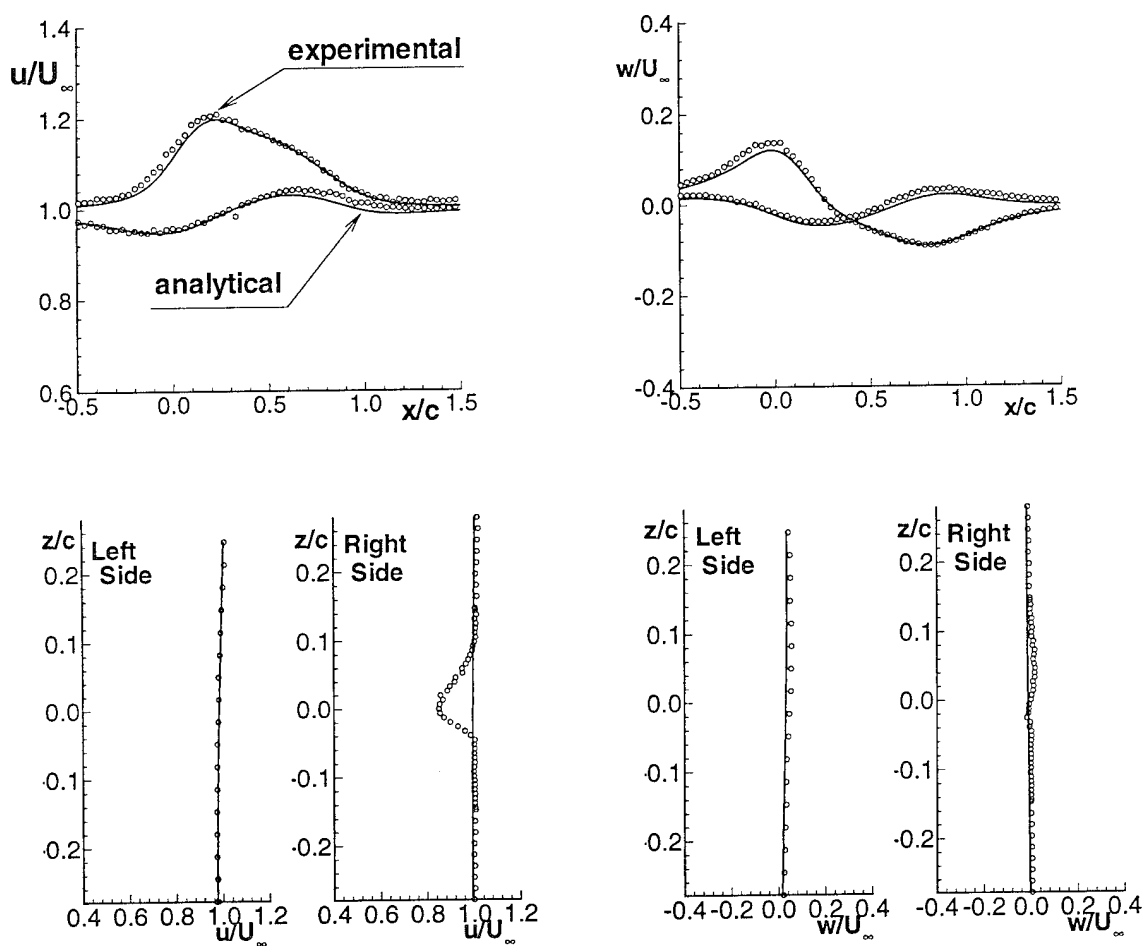 1.4
u/U∞
experimental
1.2
1.0
analytical
0.8
0.6
-0.5 0.0 0.5 1.0 1.5
x/c
0.4
w/U∞
0.2
0.0
-0.2
-0.4
-0.5 0.0 0.5 1.0 1.5
x/c
z/c
Left
Side
0.2
0.1
0.0
-0.1
-0.2
0.4 0.6 0.8 1.0 1.2
u/U∞
z/c
Right
Side
0.2
0.1
0.0
-0.1
-0.2
0.4 0.6 0.8 1.0 1.2
u/U∞
z/c
Left
Side
0.2
0.1
0.0
-0.1
-0.2
-0.4 -0.2 0.0 0.2 0.4
w/U∞
z/c
Right
Side
0.2
0.1
0.0
-0.1
-0.2
-0.4 -0.2 0.0 0.2 0.4
w/U∞